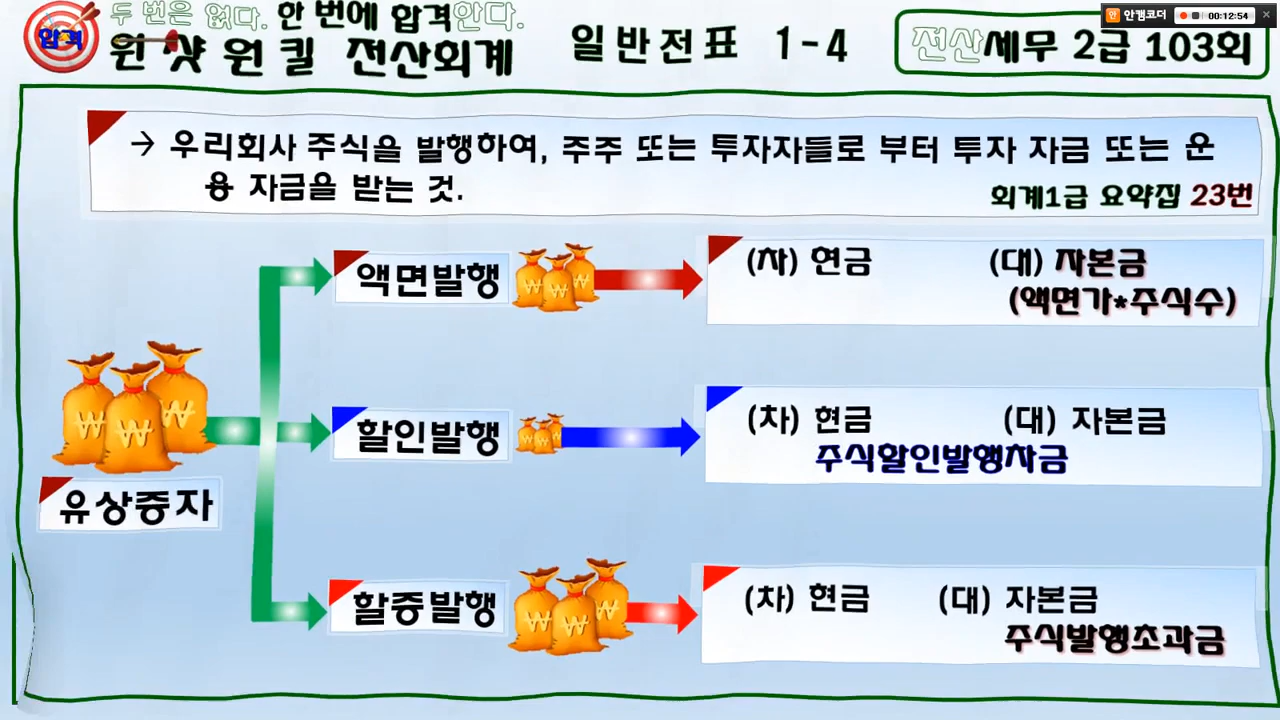 두 번은 없다. 한 번에 합격한다.
합격
원 샷 원 킬 전산회계
일반전표 1-4
전산세무 2급 103회
안캠코더
00:12:54
→ 우리회사 주식을 발행하여, 주주 또는 투자자들로 부터 투자 자금 또는 운
용 자금을 받는 것.
회계1급 요약집 23번
액면발행
(차) 현금 (대) 자본금
(액면가*주식수)
할인발행
(차) 현금 (대) 자본금
주식할인발행차금
유상증자
할증발행
(차) 현금 (대) 자본금
주식발행초과금